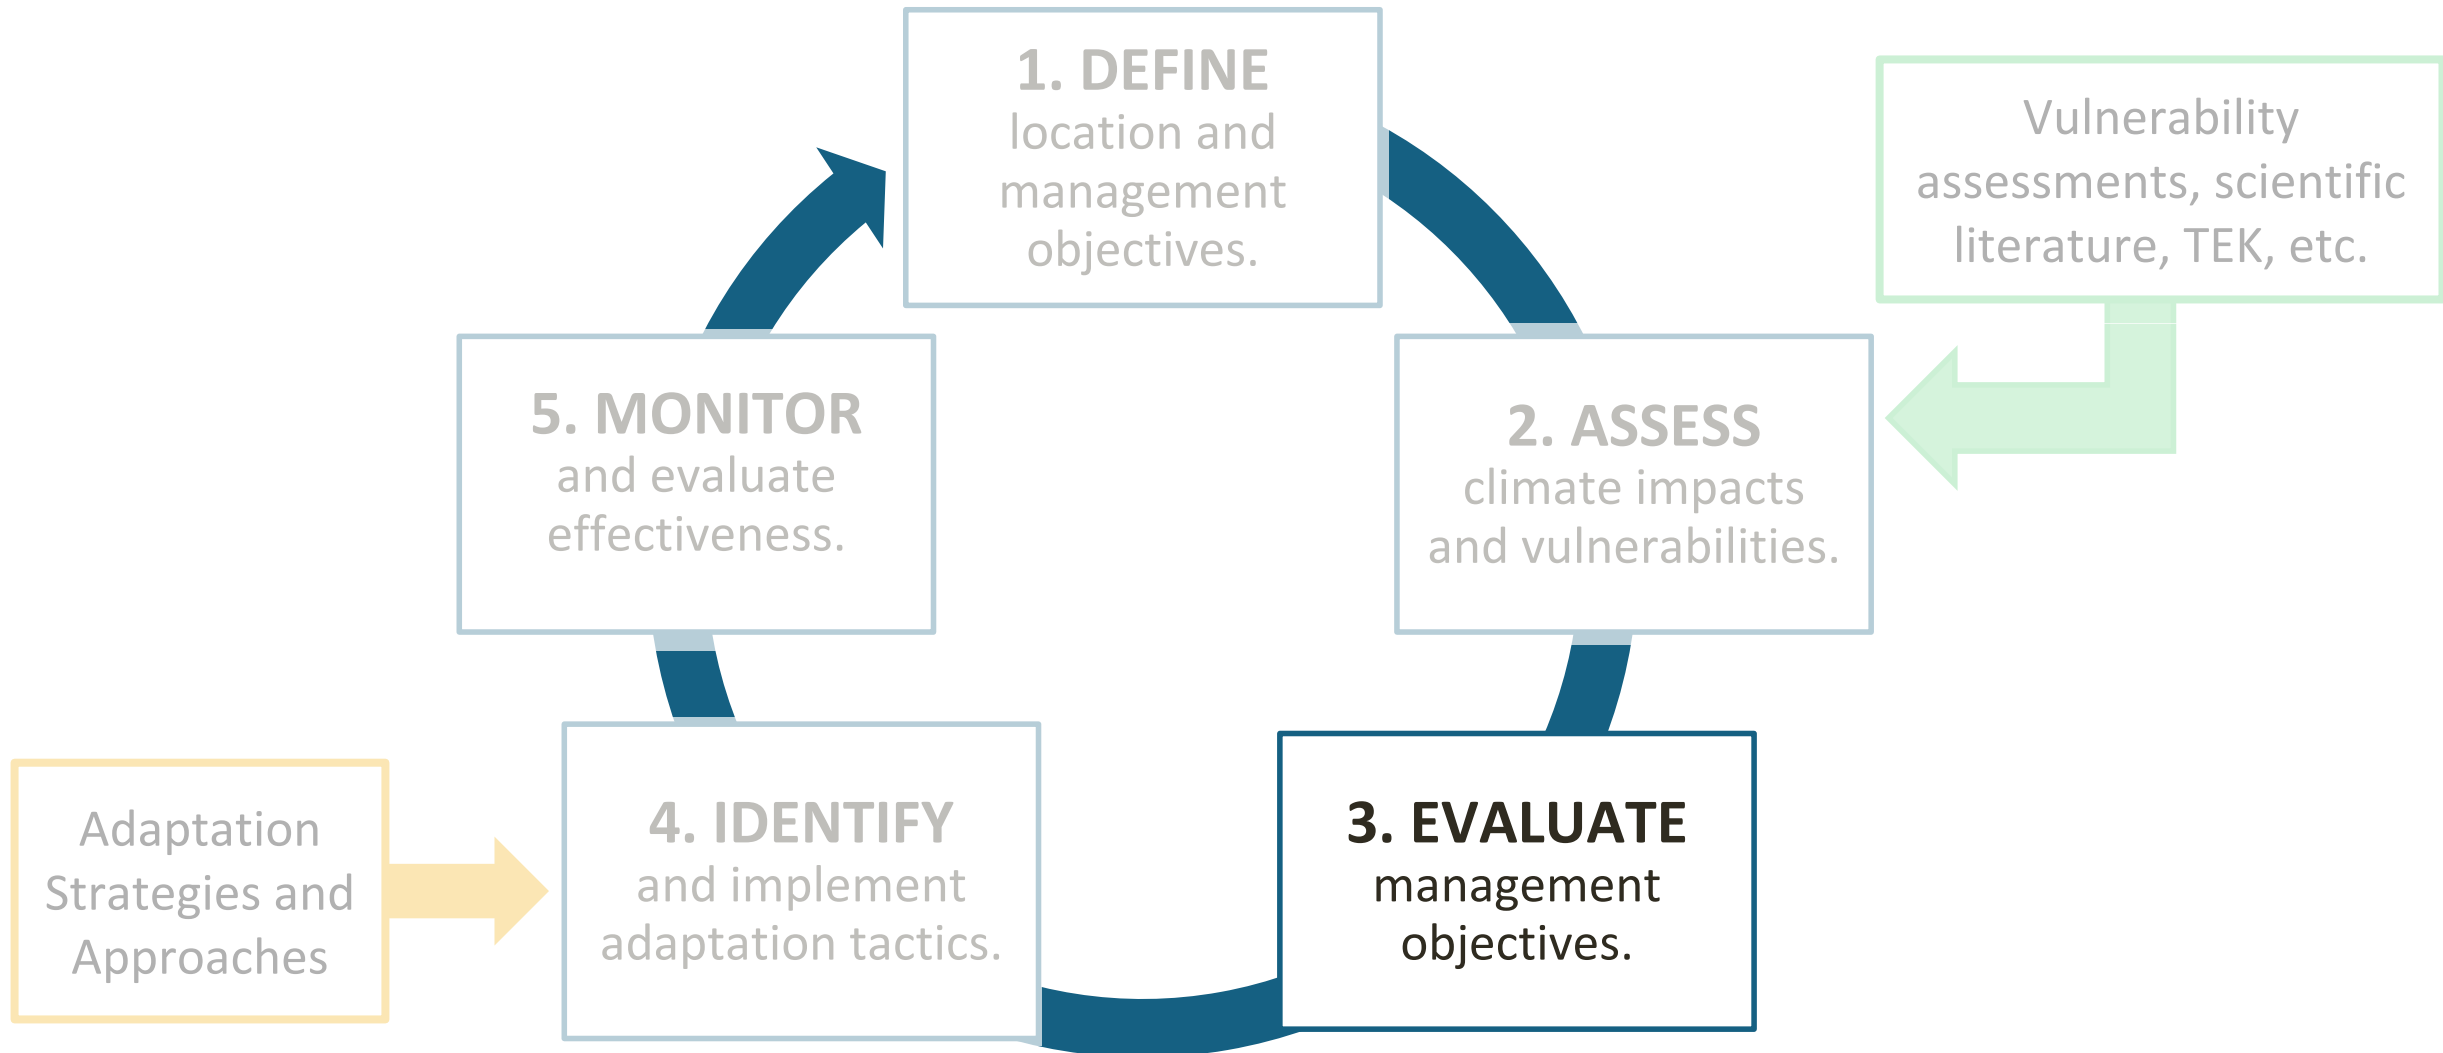 1. DEFINE
location and
management
objectives.
Vulnerability
assessments, scientific
literature, TEK, etc.
2. ASSESS
climate impacts
and vulnerabilities.
3. EVALUATE
management
objectives.
4. IDENTIFY
and implement
adaptation tactics.
Adaptation
Strategies and
Approaches
5. MONITOR
and evaluate
effectiveness.